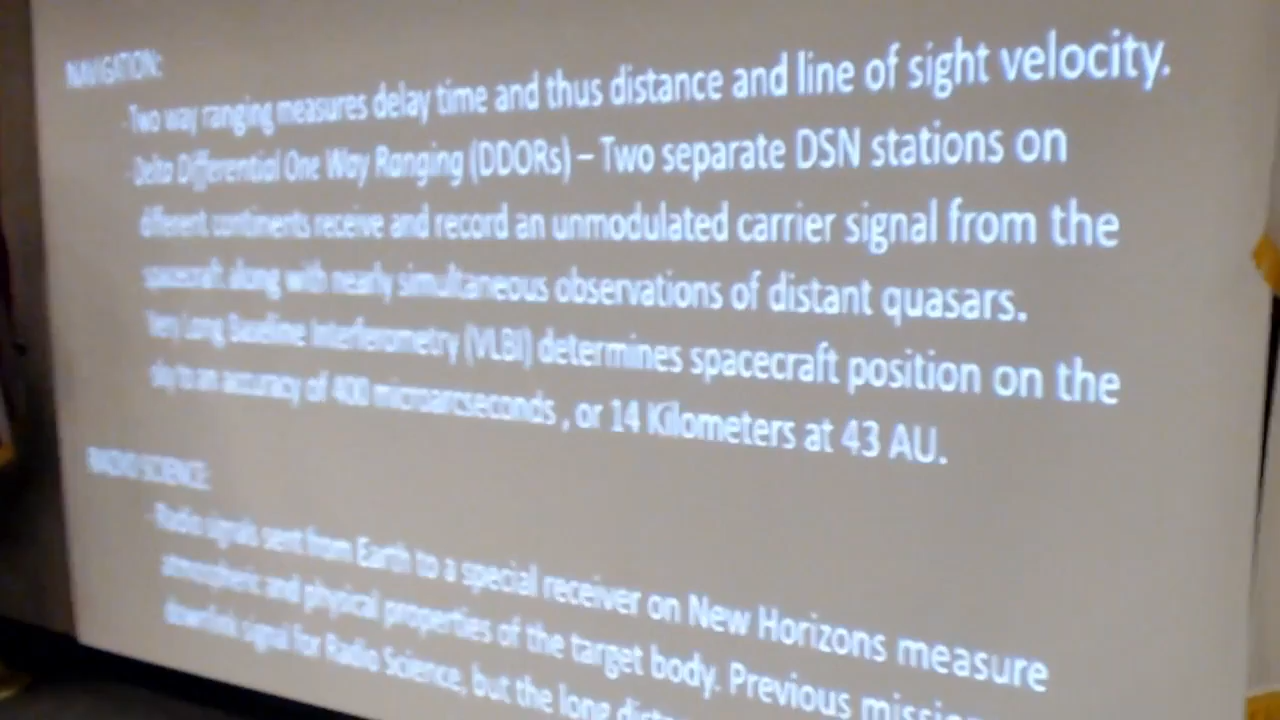 NAVIGATION:
- Two way ranging measures delay time and thus distance and line of sight velocity.
- Delta Differential One Way Ranging (DDORs) – Two separate DSN stations on
different continents receive and record an unmodulated carrier signal from the
spacecraft along with nearly simultaneous observations of distant quasars.
Very Long Baseline Interferometry (VLBI) determines spacecraft position on the
sky to an accuracy of 400 microarcseconds , or 14 Kilometers at 43 AU.
RADIO SCIENCE:
- Radio signals sent from Earth to a special receiver on New Horizons measure
atmospheric and physical properties of the target body. Previous
downlink signal for Radio Science, but the long